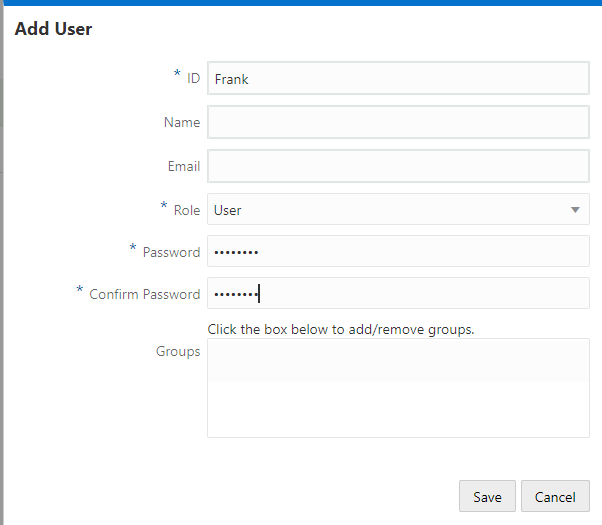 Add User
* ID Frank
Name
Email
* Role User
* Password ••••••••
* Confirm Password ••••••••
Click the box below to add/remove groups.
Groups
Save Cancel